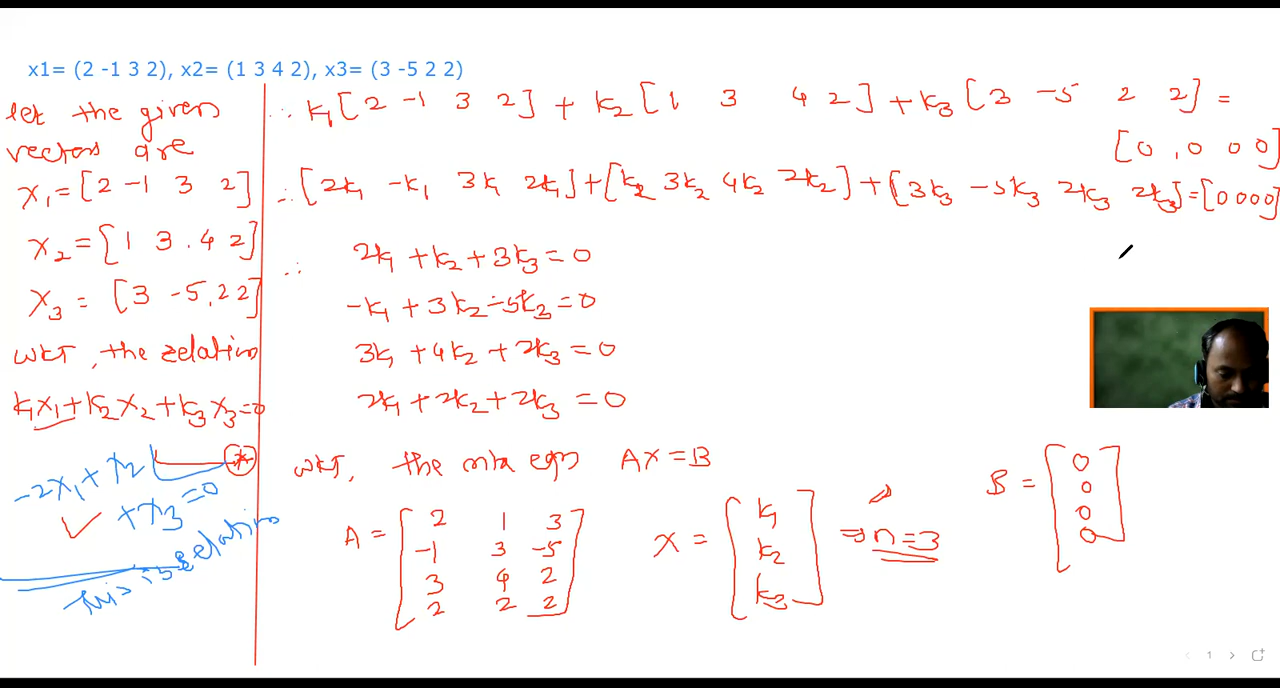 x1= (2 -1 3 2), x2= (1 3 4 2), x3= (3 -5 2 2)
let the given
vectors are
x₁ = [2 -1 3 2]
x₂ = [1 3 . 4 2]
x₃ = [3 -5, 2 2]
WKT, the relation
k₁x₁+k₂x₂+k₃x₃=0
*
-2x₁+x₂
+x₃=0
This is relation
∴ k₁[2 -1 3 2] + k₂[1 3 4 2] + k₃[3 -5 2 2] =
[0 , 0 0 0]
∴ [2k₁ -k₁ 3k₁ 2k₁]+[k₂ 3k₂ 4k₂ 2k₂] + [3k₃ -5k₃ 2k₃ 2k₃]=[0 0 0 0]
∴ 2k₁ + k₂ + 3k₃ = 0
-k₁ + 3k₂ -5k₂ = 0
3k₁ + 4k₂ + 2k₃ = 0
2k₁ + 2k₂ + 2k₃ = 0
WKT, the mtx eqn AX = B
A = [2 1 3
-1 3 -5
3 4 2
2 2 2]
X = [k₁
k₂
k₃]
⇒ n = 3
B = [0
0
0
0]
1